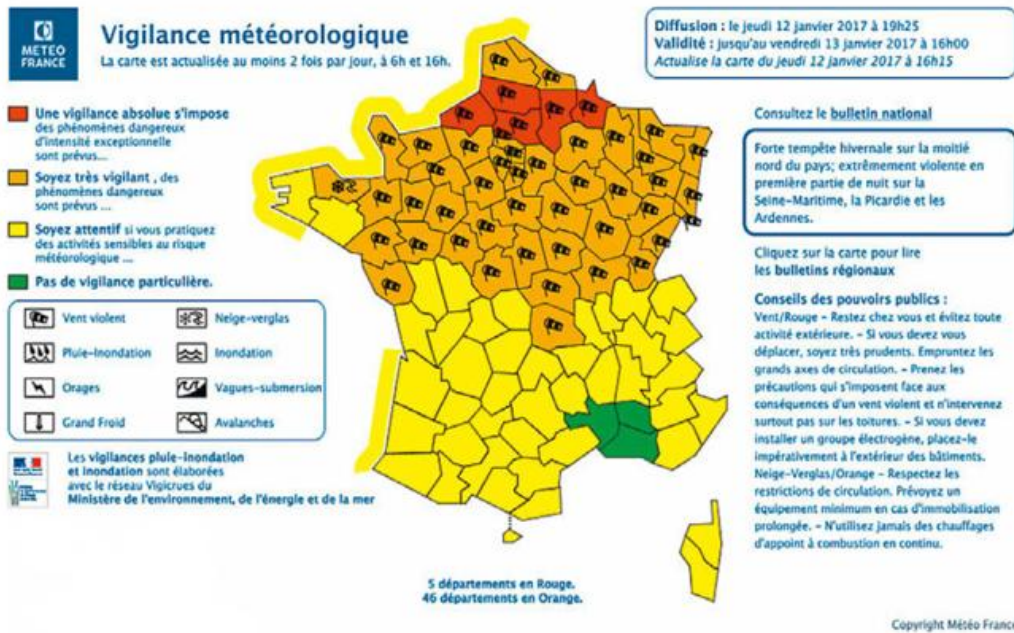 METEO
FRANCE
Vigilance météorologique
La carte est actualisée au moins 2 fois par jour, à 6h et 16h.
Diffusion : le jeudi 12 janvier 2017 à 19h25
Validité : jusqu'au vendredi 13 janvier 2017 à 16h00
Actualise la carte du jeudi 12 janvier 2017 à 16h15
Une vigilance absolue s'impose
des phénomènes dangereux
d'intensité exceptionnelle
sont prévus...
Soyez très vigilant , des
phénomènes dangereux
sont prévus ...
Soyez attentif si vous pratiquez
des activités sensibles au risque
météorologique ...
Pas de vigilance particulière.
Vent violent
Neige-verglas
Pluie-Inondation
Inondation
Orages
Vagues-submersion
Grand Froid
Avalanches
Les vigilances pluie-inondation
et inondation sont élaborées
avec le réseau Vigicrues du
Ministère de l'environnement, de l'énergie et de la mer
5 départements en Rouge.
46 départements en Orange.
Consultez le bulletin national
Forte tempête hivernale sur la moitié
nord du pays; extrêmement violente en
première partie de nuit sur la
Seine-Maritime, la Picardie et les
Ardennes.
Cliquez sur la carte pour lire
les bulletins régionaux
Conseils des pouvoirs publics :
Vent/Rouge - Restez chez vous et évitez toute
activité extérieure. - Si vous devez vous
déplacer, soyez très prudents. Empruntez les
grands axes de circulation. - Prenez les
précautions qui s'imposent face aux
conséquences d'un vent violent et n'intervenez
surtout pas sur les toitures. - Si vous devez
installer un groupe électrogène, placez-le
impérativement à l'extérieur des bâtiments.
Neige-Verglas/Orange - Respectez les
restrictions de circulation. Prévoyez un
équipement minimum en cas d'immobilisation
prolongée. - N'utilisez jamais des chauffages
d'appoint à combustion en continu.
Copyright Météo France